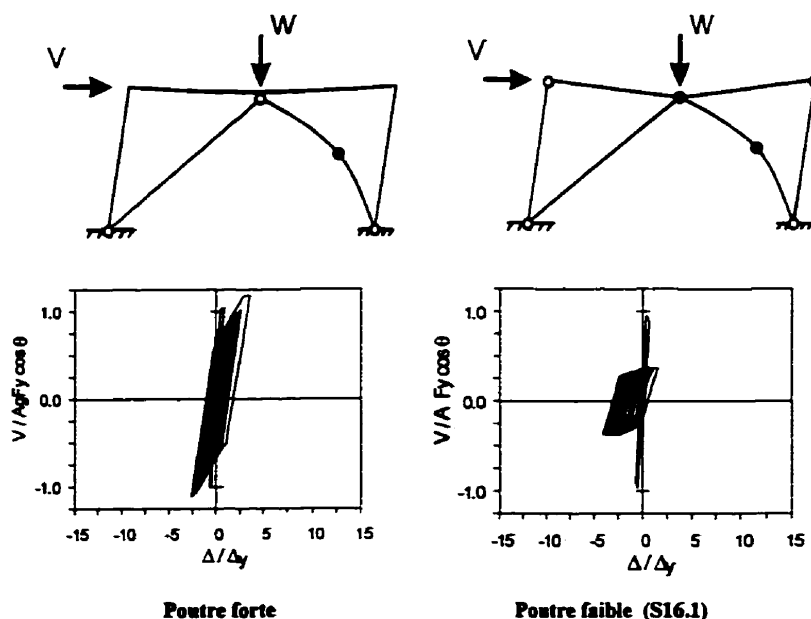 W W
V V
1.0 1.0
0.0 0.0
-1.0 -1.0
V / AgFy cos θ V / A Fy cos θ
-15 -10 -5 0 5 10 15 -15 -10 -5 0 5 10 15
Δ / Δy Δ / Δy
Poutre forte Poutre faible (S16.1)